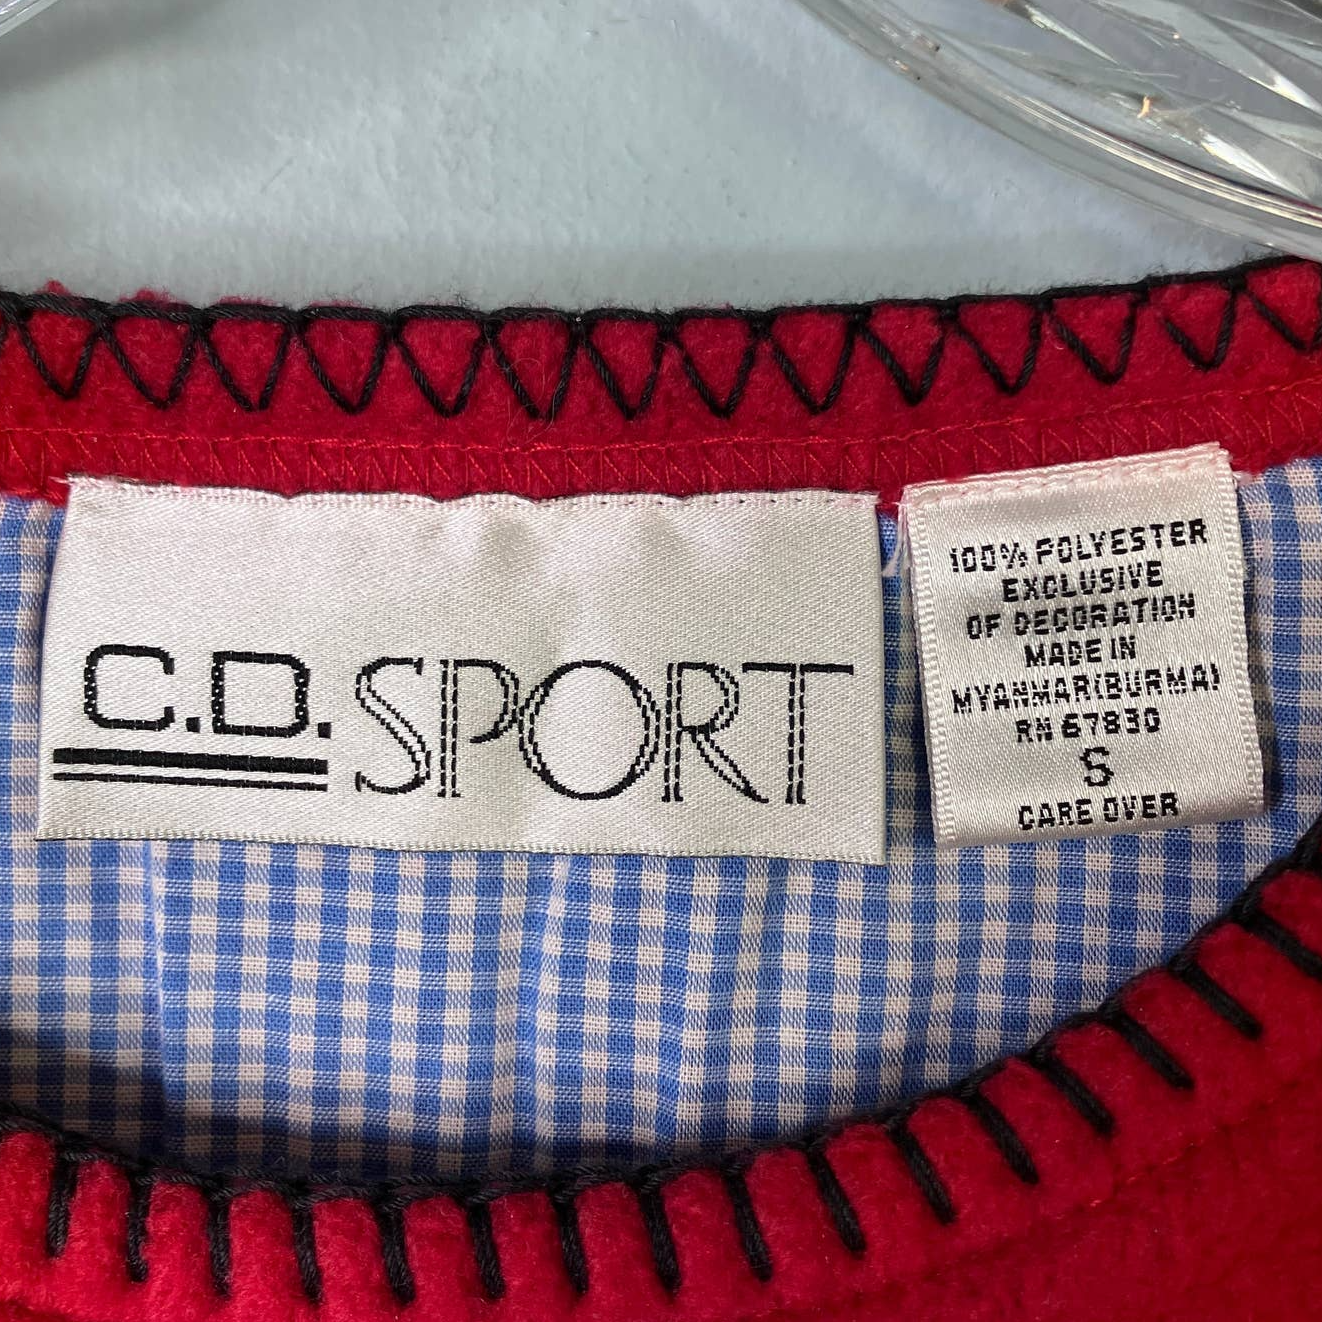 C.D. SPORT
100% POLYESTER
EXCLUSIVE
OF DECORATION
MADE IN
MYANMAR(BURMA)
RN 67830
S
CARE OVER